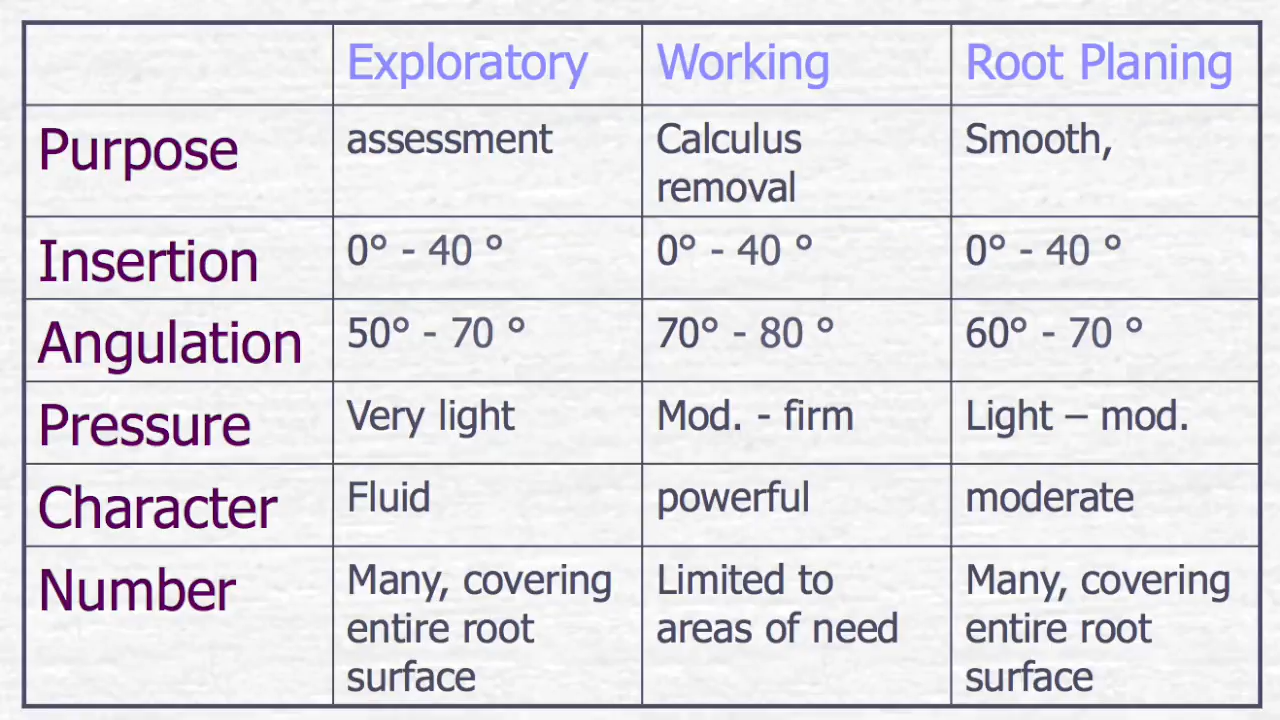 Exploratory Working Root Planing
Purpose assessment Calculus removal Smooth,
Insertion 0° - 40 ° 0° - 40 ° 0° - 40 °
Angulation 50° - 70 ° 70° - 80 ° 60° - 70 °
Pressure Very light Mod. - firm Light – mod.
Character Fluid powerful moderate
Number Many, covering entire root surface Limited to areas of need Many, covering entire root surface